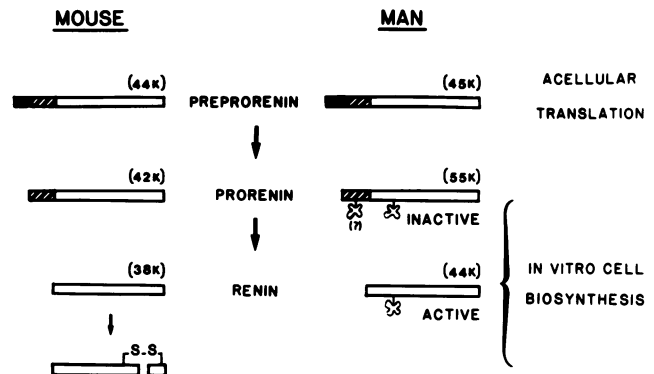 MOUSE MAN
(44K) (45K) ACELLULAR
PREPRORENIN TRANSLATION
(42K) (55K)
PRORENIN
(?) INACTIVE
(38K) (44K) IN VITRO CELL
RENIN BIOSYNTHESIS
ACTIVE
S-S